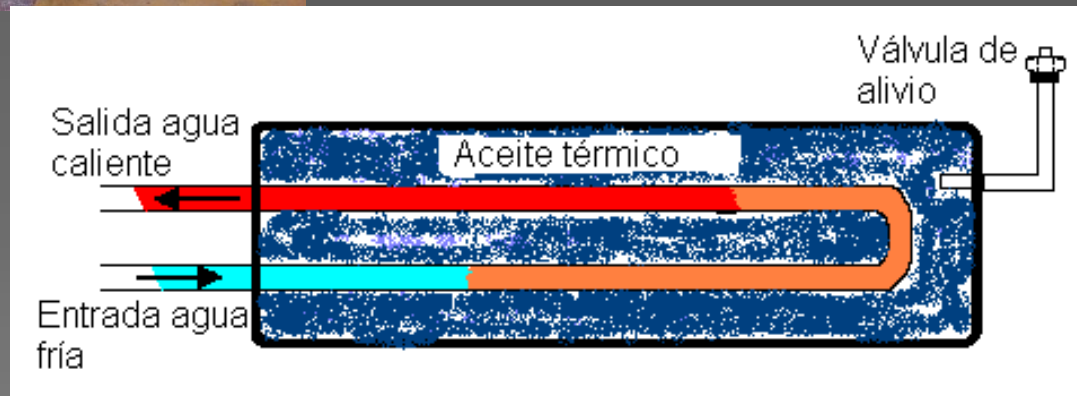 Válvula de
alivio
Salida agua
caliente
Aceite térmico
Entrada agua
fría